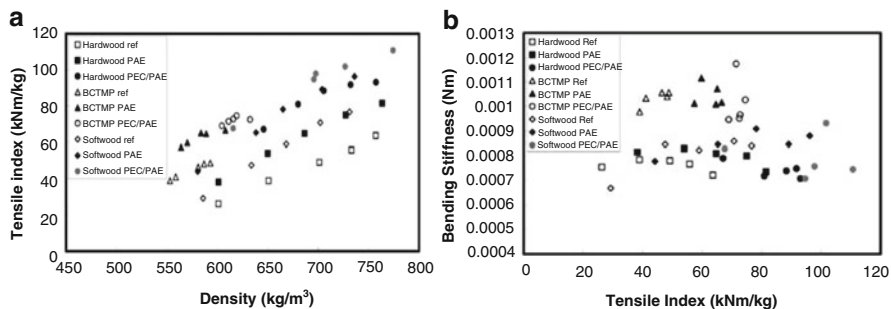 a
Tensile index (kNm/kg)
120
100
80
60
40
20
0
Hardwood ref
Hardwood PAE
Hardwood PEC/PAE
BCTMP ref
BCTMP PAE
BCTMP PEC/PAE
Softwood ref
Softwood PAE
Softwood PEC/PAE
450 500 550 600 650 700 750 800
Density (kg/m³)
b
Bending Stiffness (Nm)
0.0013
0.0012
0.0011
0.001
0.0009
0.0008
0.0007
0.0006
0.0005
0.0004
Hardwood Ref
Hardwood PAE
Hardwood PEC/PAE
BCTMP Ref
BCTMP PAE
BCTMP PEC/PAE
Softwood Ref
Softwood PAE
Softwood PEC/PAE
0 20 40 60 80 100 120
Tensile Index (kNm/kg)